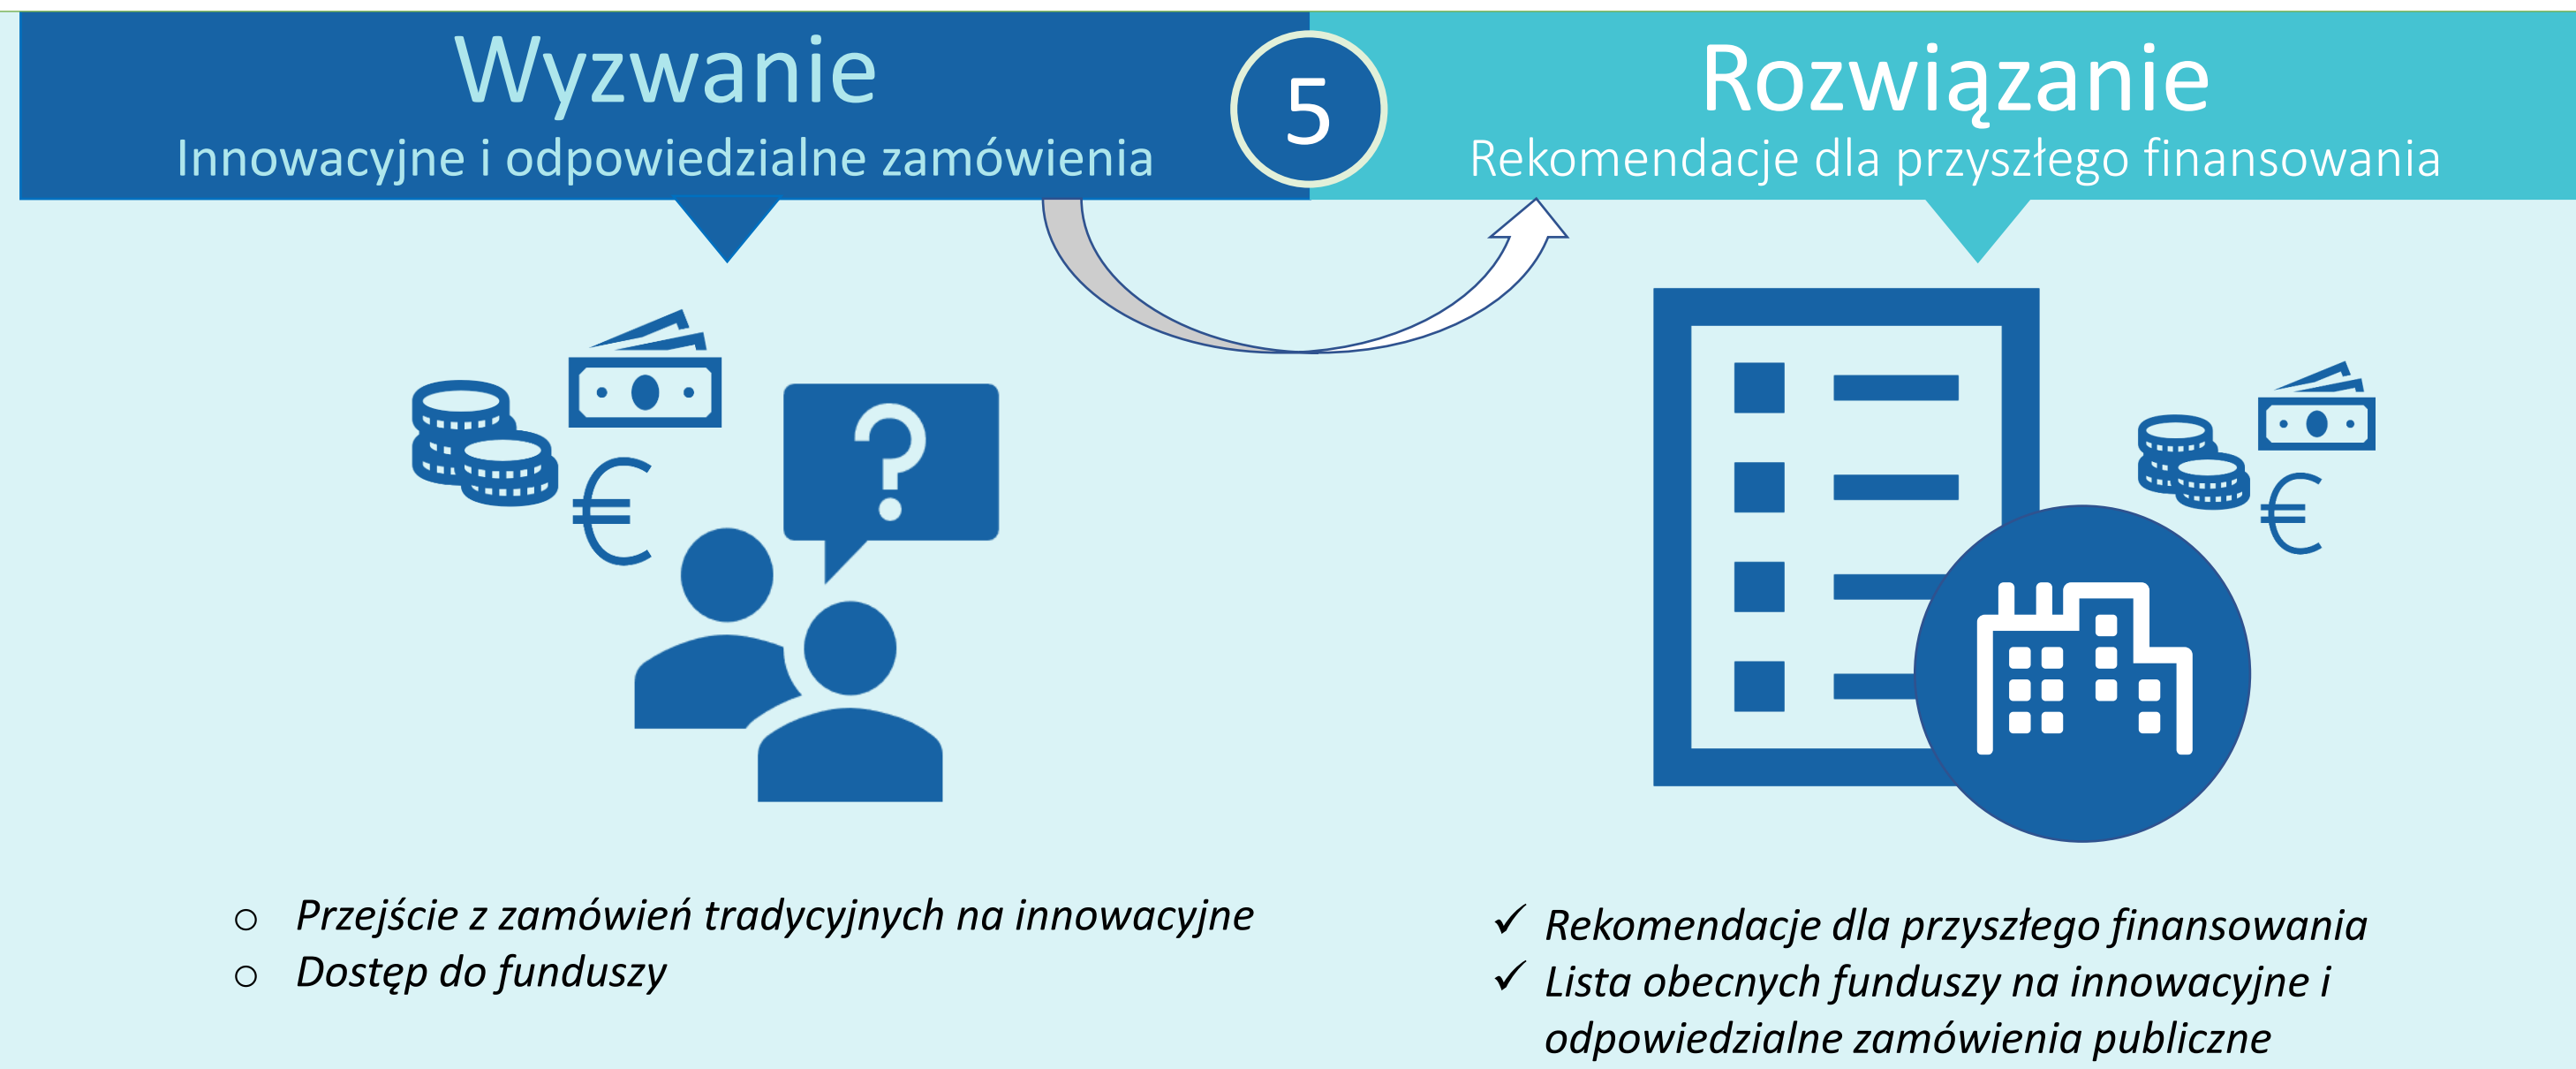 Wyzwanie
Innowacyjne i odpowiedzialne zamówienia
5
Rozwiązanie
Rekomendacje dla przyszłego finansowania
€
?
€
o Przejście z zamówień tradycyjnych na innowacyjne
o Dostęp do funduszy
✓ Rekomendacje dla przyszłego finansowania
✓ Lista obecnych funduszy na innowacyjne i
odpowiedzialne zamówienia publiczne